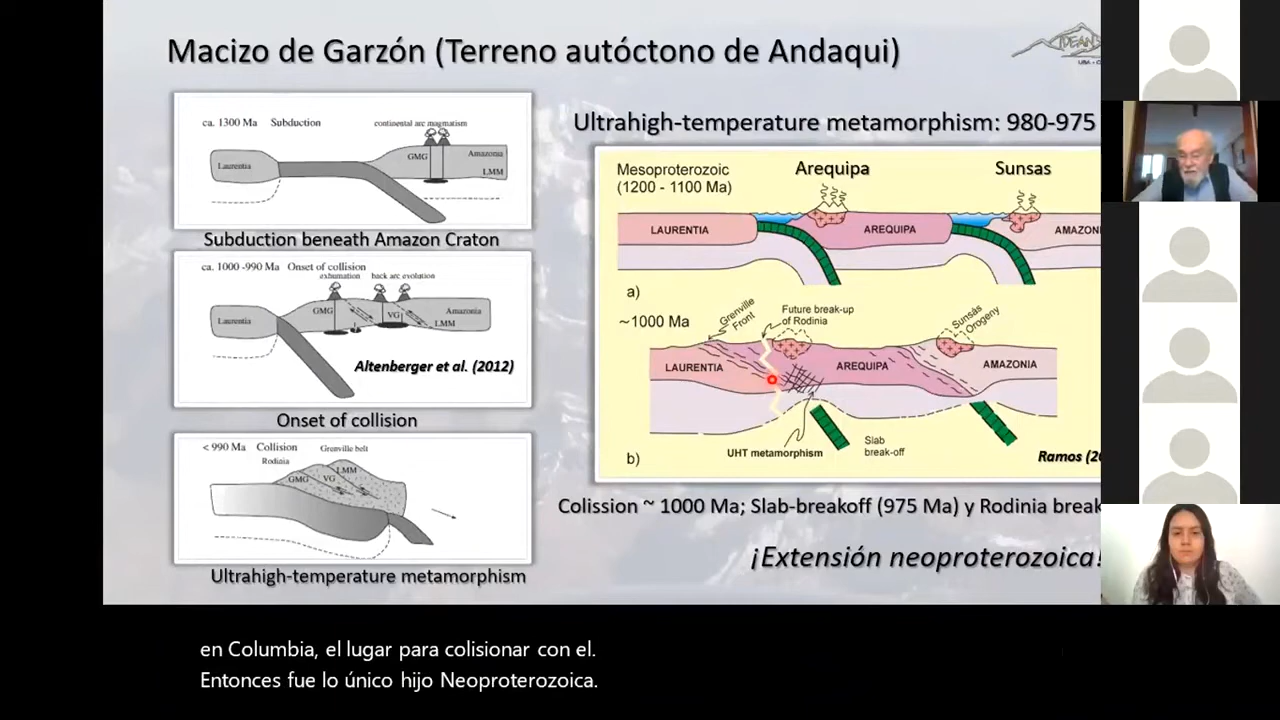 Macizo de Garzón (Terreno autóctono de Andaqui)
IDEAN
ca. 1300 Ma Subduction
continental arc magmatism
Laurentia
GMG
Amazonia
LMM
Subduction beneath Amazon Craton
ca. 1000 -990 Ma Onset of collision
exhumation back arc evolution
Laurentia
GMG
VG
Amazonia
LMM
Altenberger et al. (2012)
Onset of collision
< 990 Ma Collision
Grenville belt
Rodinia
GMG
VG
LMM
Ultrahigh-temperature metamorphism
Ultrahigh-temperature metamorphism: 980-975
Mesoproterozoic
(1200 - 1100 Ma)
Arequipa
Sunsas
LAURENTIA
AREQUIPA
AMAZON
a)
~1000 Ma
Grenville
Front
Future break-up
of Rodinia
Sunsás
Orogeny
LAURENTIA
AREQUIPA
AMAZONIA
UHT metamorphism
Slab
break-off
b)
Ramos (20
Colission ~ 1000 Ma; Slab-breakoff (975 Ma) y Rodinia break
¡Extensión neoproterozoica!
en Columbia, el lugar para colisionar con el.
Entonces fue lo único hijo Neoproterozoica.